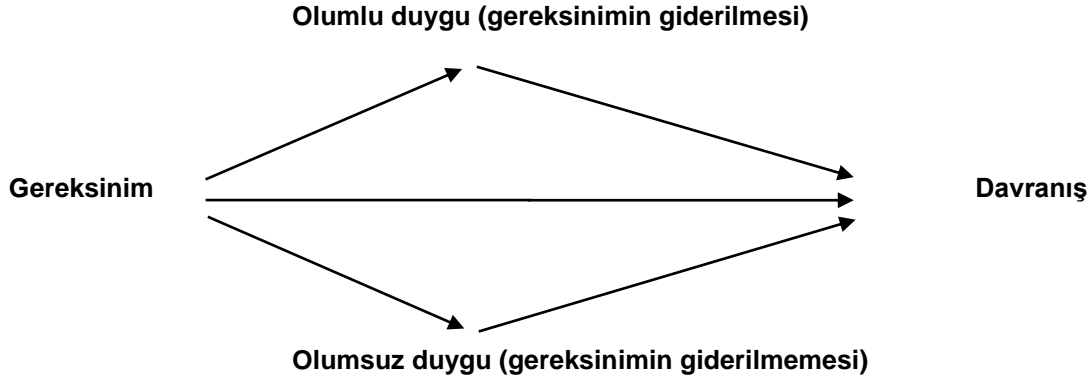 Olumlu duygu (gereksinimin giderilmesi)
Gereksinim
Davranış
Olumsuz duygu (gereksinimin giderilmemesi)